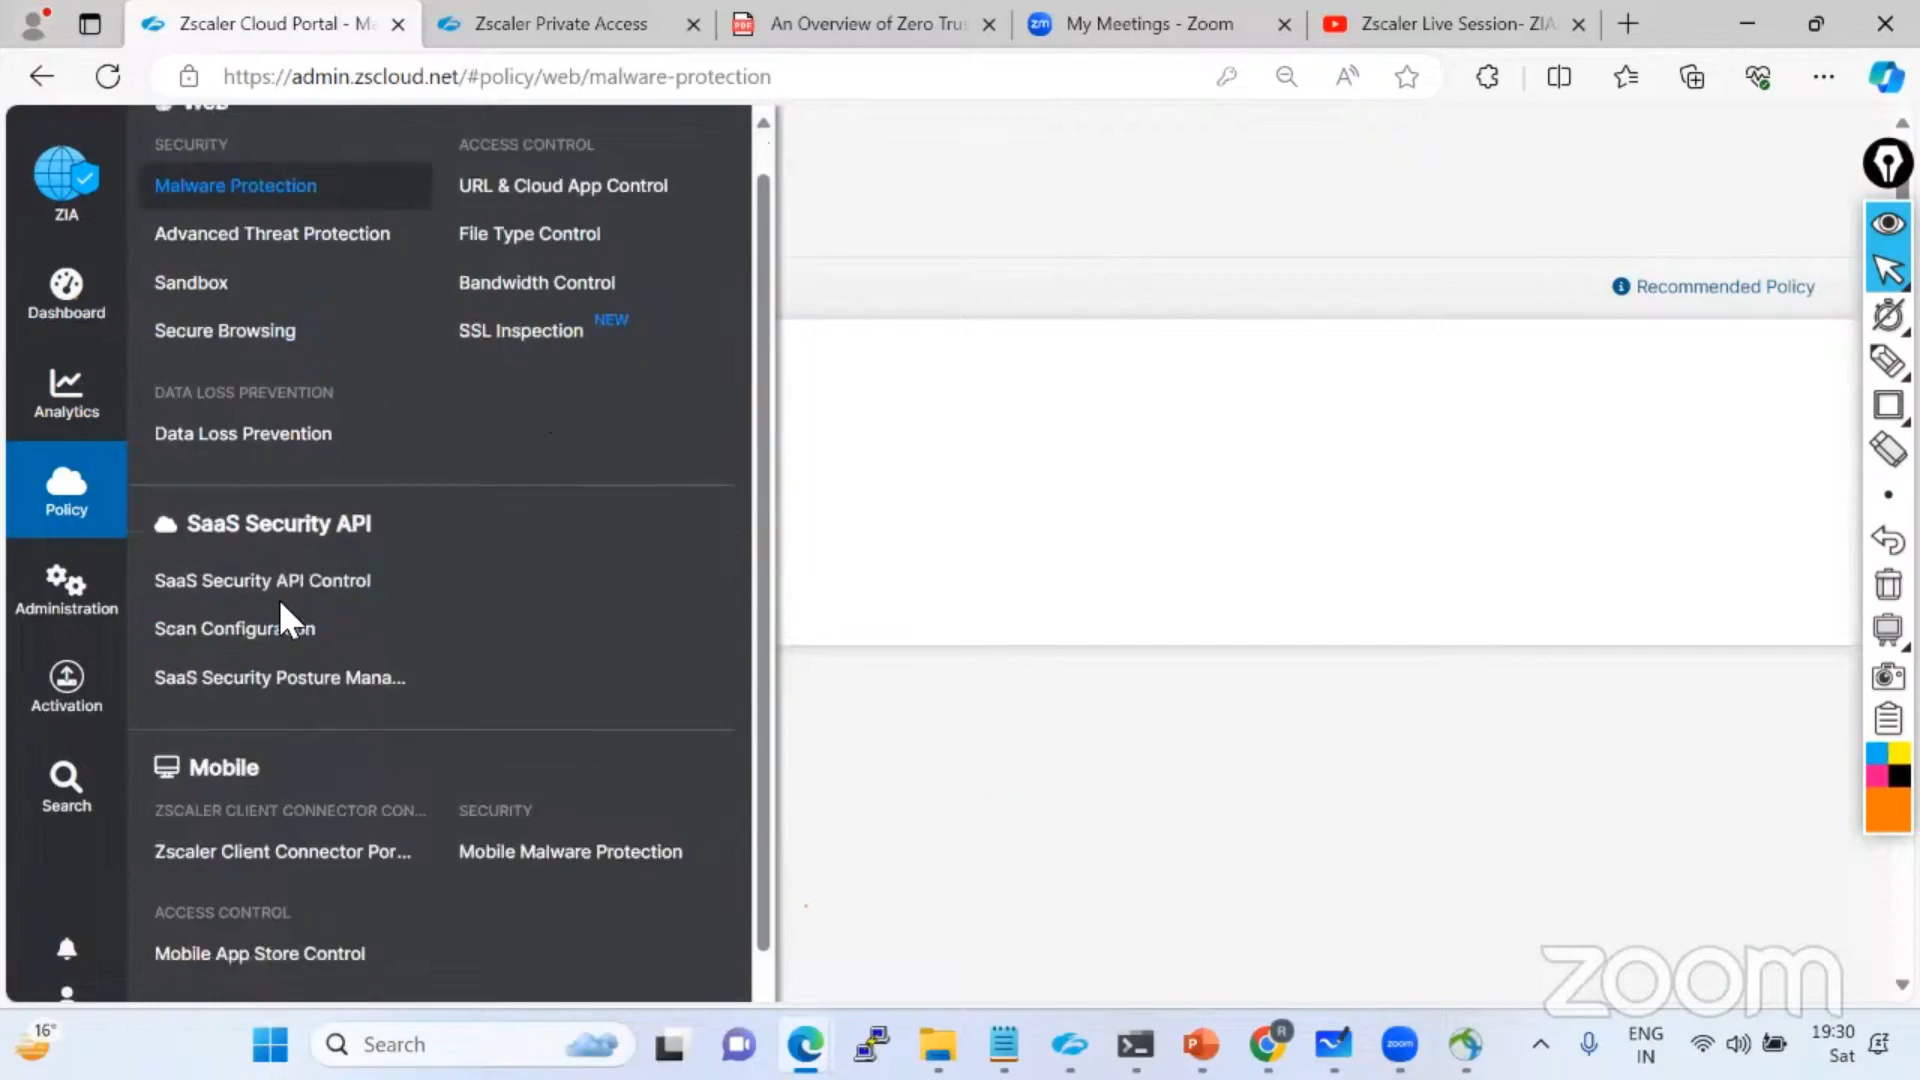 Zscaler Cloud Portal - Ma
Zscaler Private Access
An Overview of Zero Trus
My Meetings - Zoom
Zscaler Live Session- ZIA
https://admin.zscloud.net/#policy/web/malware-protection
Web
SECURITY
ACCESS CONTROL
Malware Protection
URL & Cloud App Control
Advanced Threat Protection
File Type Control
Sandbox
Bandwidth Control
Secure Browsing
SSL Inspection NEW
DATA LOSS PREVENTION
Data Loss Prevention
SaaS Security API
SaaS Security API Control
Scan Configuration
SaaS Security Posture Mana...
Mobile
ZSCALER CLIENT CONNECTOR CON...
SECURITY
Zscaler Client Connector Por...
Mobile Malware Protection
ACCESS CONTROL
Mobile App Store Control
ZIA
Dashboard
Analytics
Policy
Administration
Activation
Search
Recommended Policy
zoom
16°
Search
zoom
R
ENG
IN
19:30
Sat